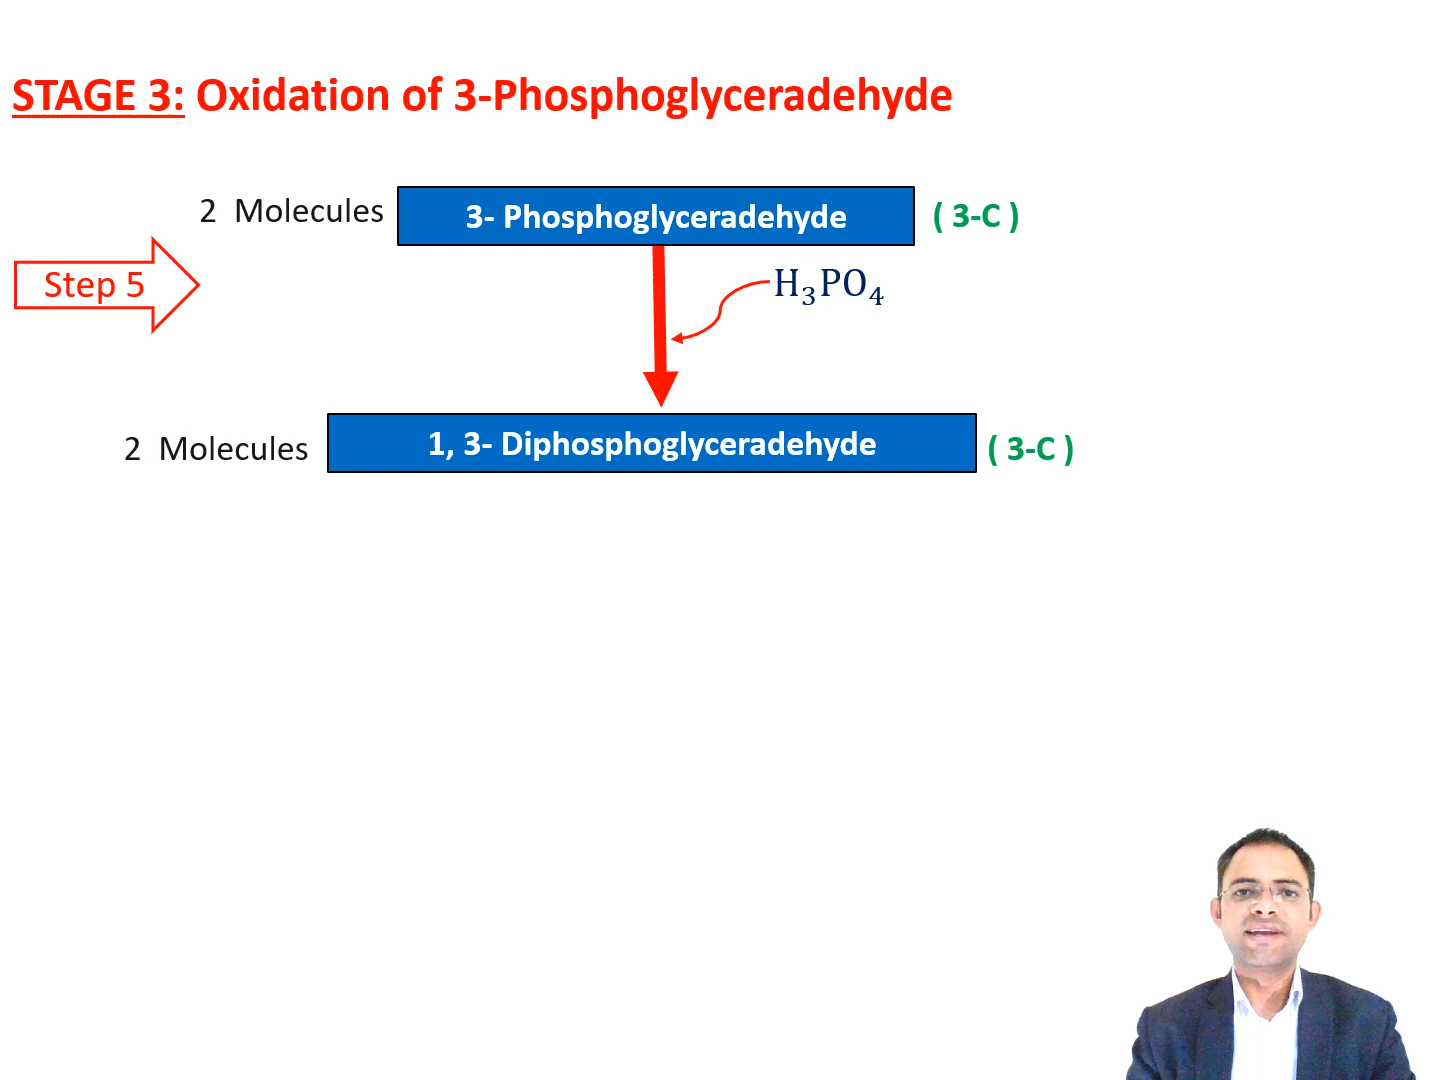 STAGE 3: Oxidation of 3-Phosphoglyceradehyde
2 Molecules 3- Phosphoglyceradehyde ( 3-C )
Step 5
H₃PO₄
2 Molecules 1, 3- Diphosphoglyceradehyde ( 3-C )